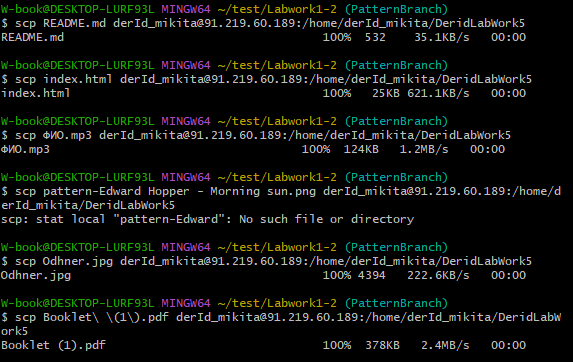 W-book@DESKTOP-LURF93L MINGW64 ~/test/Labwork1-2 (PatternBranch)
$ scp README.md derId_mikita@91.219.60.189:/home/derId_mikita/DeridLabWork5
README.md 100% 532 35.1KB/s 00:00
W-book@DESKTOP-LURF93L MINGW64 ~/test/Labwork1-2 (PatternBranch)
$ scp index.html derId_mikita@91.219.60.189:/home/derId_mikita/DeridLabWork5
index.html 100% 25KB 621.1KB/s 00:00
W-book@DESKTOP-LURF93L MINGW64 ~/test/Labwork1-2 (PatternBranch)
$ scp ФИО.mp3 derId_mikita@91.219.60.189:/home/derId_mikita/DeridLabWork5
ФИО.mp3 100% 124KB 1.2MB/s 00:00
W-book@DESKTOP-LURF93L MINGW64 ~/test/Labwork1-2 (PatternBranch)
$ scp pattern-Edward Hopper - Morning sun.png derId_mikita@91.219.60.189:/home/d
erId_mikita/DeridLabWork5
scp: stat local "pattern-Edward": No such file or directory
W-book@DESKTOP-LURF93L MINGW64 ~/test/Labwork1-2 (PatternBranch)
$ scp Odhner.jpg derId_mikita@91.219.60.189:/home/derId_mikita/DeridLabWork5
Odhner.jpg 100% 4394 222.6KB/s 00:00
W-book@DESKTOP-LURF93L MINGW64 ~/test/Labwork1-2 (PatternBranch)
$ scp Booklet\ \(1\).pdf derId_mikita@91.219.60.189:/home/derId_mikita/DeridLabW
ork5
Booklet (1).pdf 100% 378KB 2.4MB/s 00:00